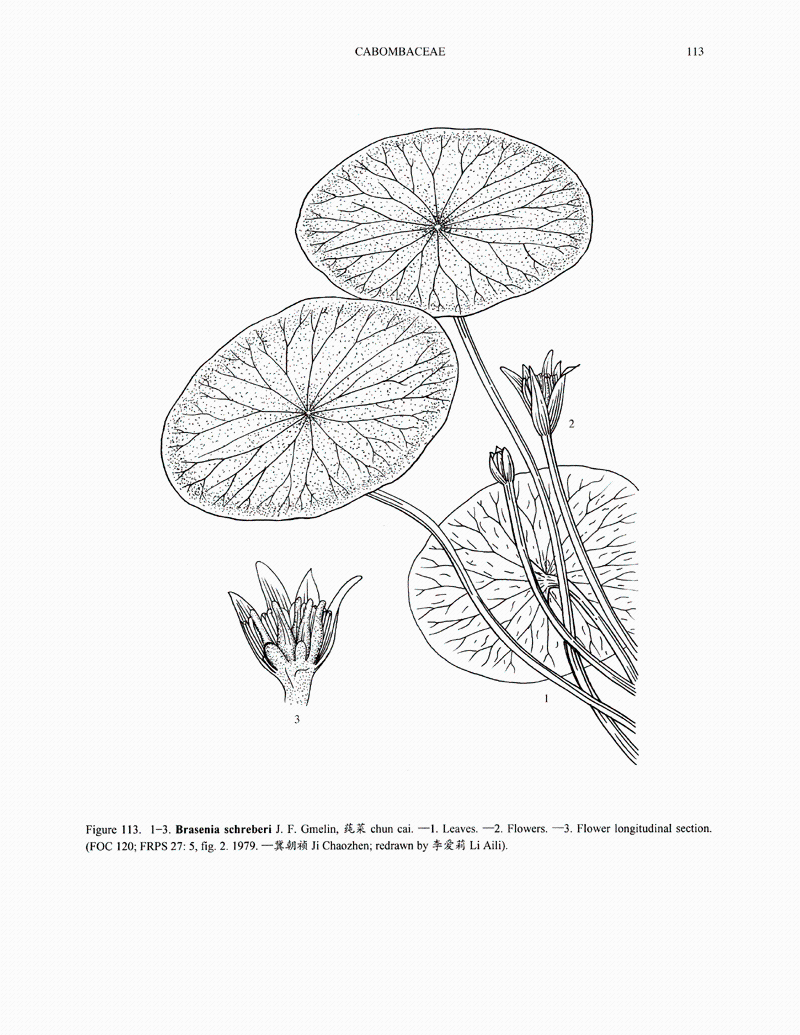 CABOMBACEAE 113
2
1
3
Figure 113. 1–3. Brasenia schreberi J. F. Gmelin, 莼菜 chun cai. —1. Leaves. —2. Flowers. —3. Flower longitudinal section.
(FOC 120; FRPS 27: 5, fig. 2. 1979. —冀朝祯 Ji Chaozhen; redrawn by 李爱莉 Li Aili).